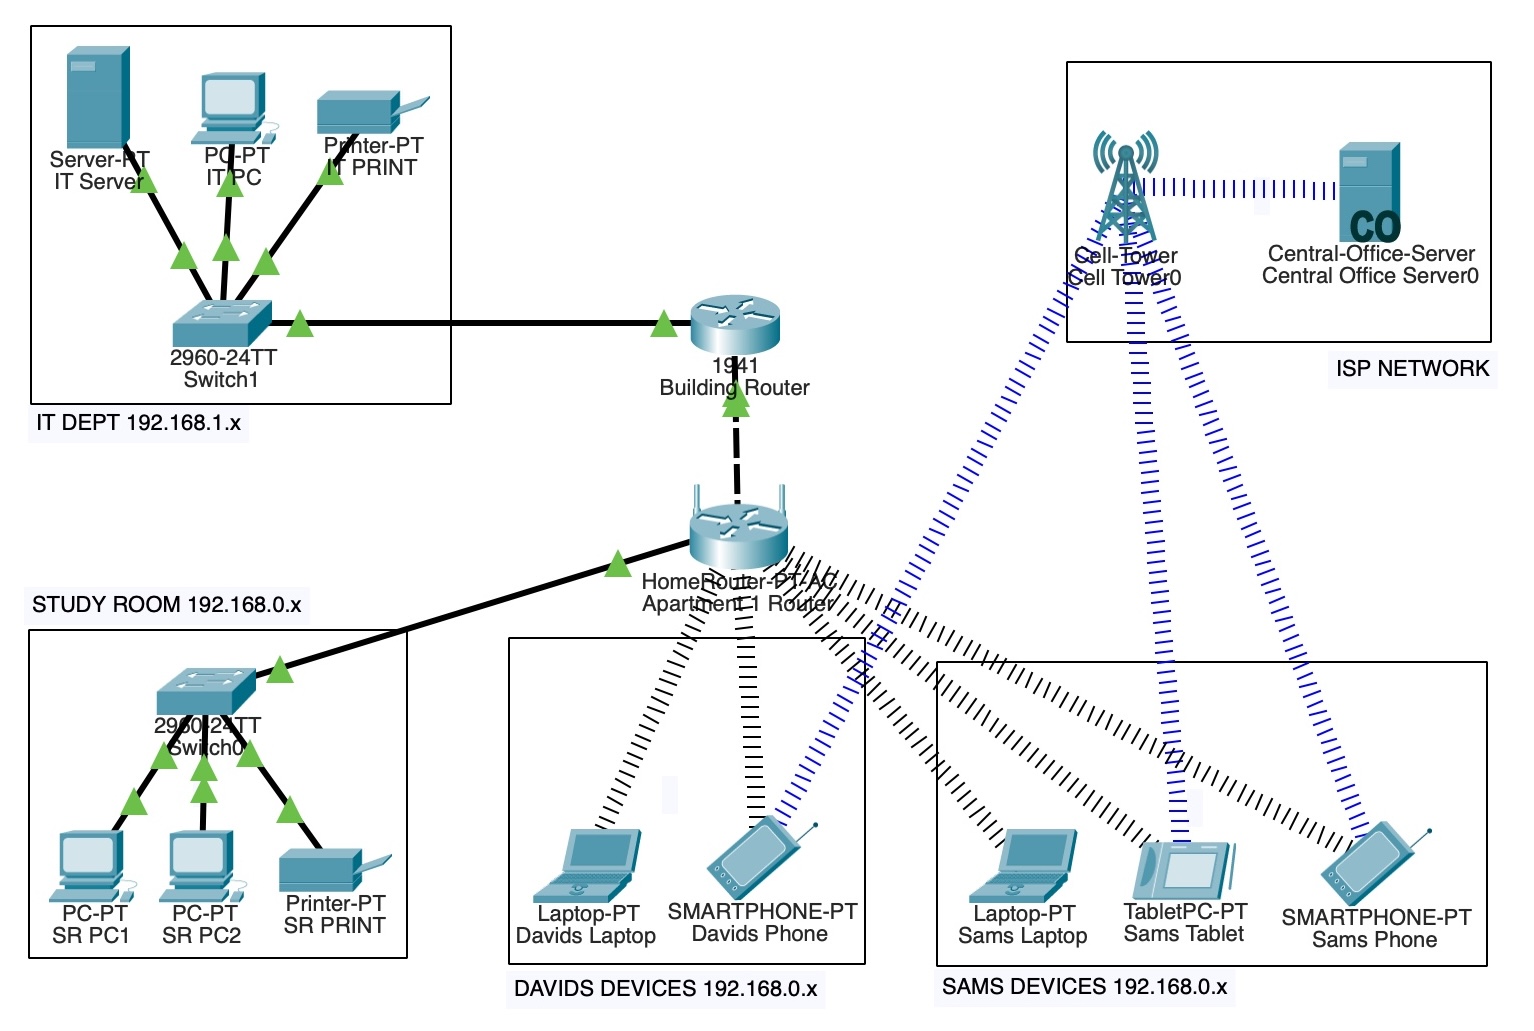 Server-PT
IT Server
PC-PT
IT PC
Printer-PT
IT PRINT
2960-24TT
Switch1
IT DEPT 192.168.1.x
1941
Building Router
Cell-Tower
Cell Tower0
CO
Central-Office-Server
Central Office Server0
ISP NETWORK
HomeRouter-PT-AC
Apartment 1 Router
STUDY ROOM 192.168.0.x
2960-24TT
Switch0
PC-PT
SR PC1
PC-PT
SR PC2
Printer-PT
SR PRINT
Laptop-PT
Davids Laptop
SMARTPHONE-PT
Davids Phone
DAVIDS DEVICES 192.168.0.x
Laptop-PT
Sams Laptop
TabletPC-PT
Sams Tablet
SMARTPHONE-PT
Sams Phone
SAMS DEVICES 192.168.0.x